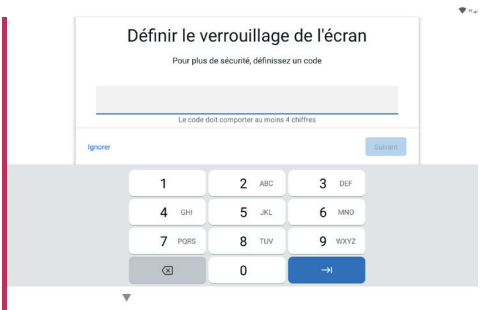 Définir le verrouillage de l'écran
Pour plus de sécurité, définissez un code
Le code doit comporter au moins 4 chiffres
Ignorer
Suivant
1
2 ABC
3 DEF
4 GHI
5 JKL
6 MNO
7 PQRS
8 TUV
9 WXYZ
0